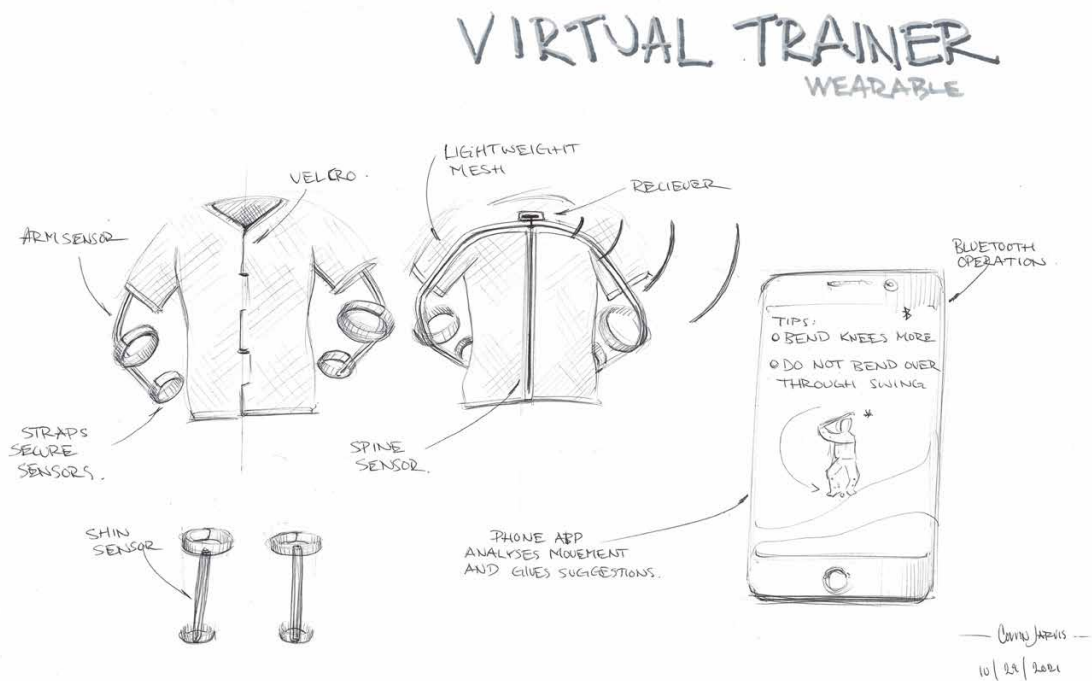 VIRTUAL TRAINER
WEARABLE
LIGHTWEIGHT
MESH
VELCRO.
RECIEVER
ARM SENSOR
BLUETOOTH
OPERATION.
TIPS:
BEND KNEES MORE
DO NOT BEND OVER
THROUGH SWING
STRAPS
SECURE
SENSORS.
SPINE
SENSOR.
SHIN
SENSOR
PHONE APP
ANALYSES MOVEMENT
AND GIVES SUGGESTIONS.
JARVIS
10/29/2021